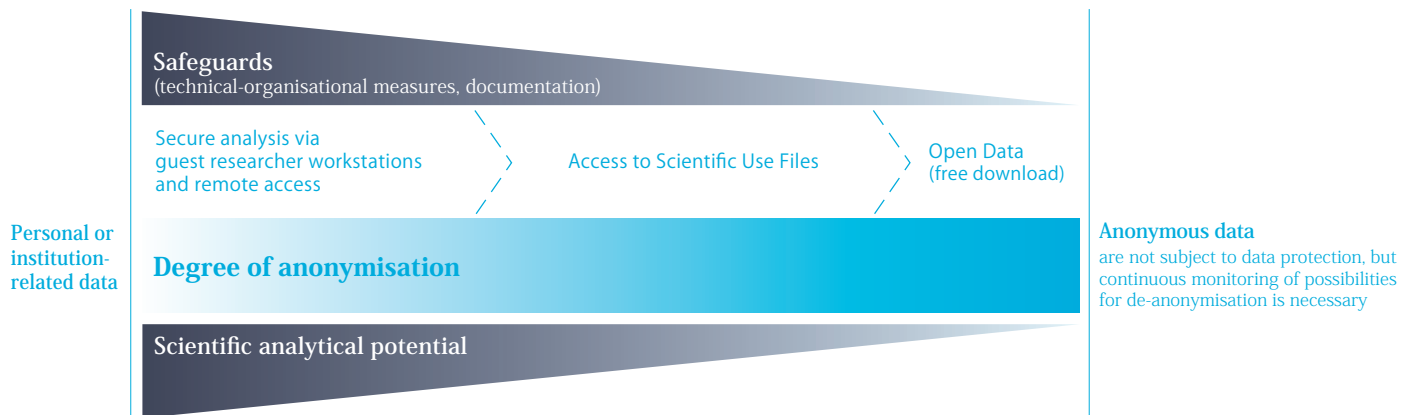 Safeguards
(technical-organisational measures, documentation)
Secure analysis via
guest researcher workstations
and remote access
Access to Scientific Use Files
Open Data
(free download)
Personal or
institution-
related data
Degree of anonymisation
Anonymous data
are not subject to data protection, but
continuous monitoring of possibilities
for de-anonymisation is necessary
Scientific analytical potential